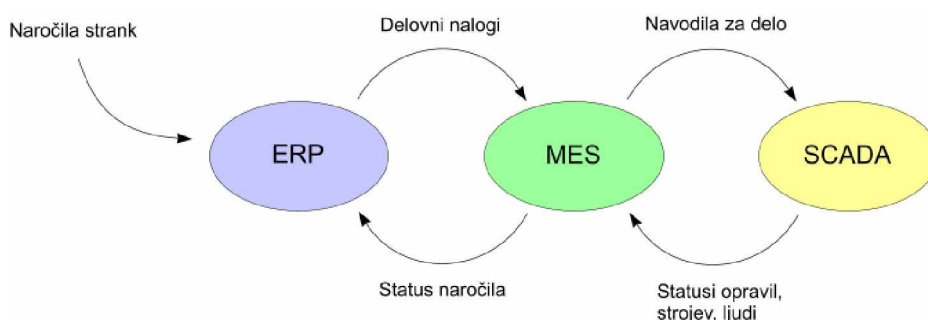 Naročila strank
Delovni nalogi
Navodila za delo
ERP
MES
SCADA
Status naročila
Statusi opravil,
strojev, ljudi